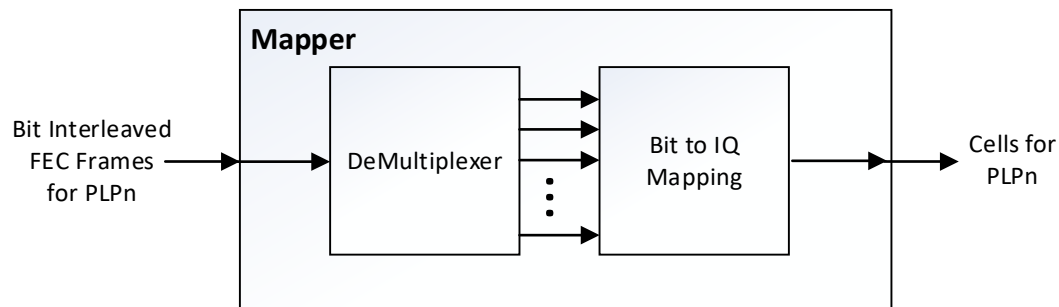 Mapper
Bit Interleaved
FEC Frames
for PLPn
DeMultiplexer
Bit to IQ
Mapping
Cells for
PLPn